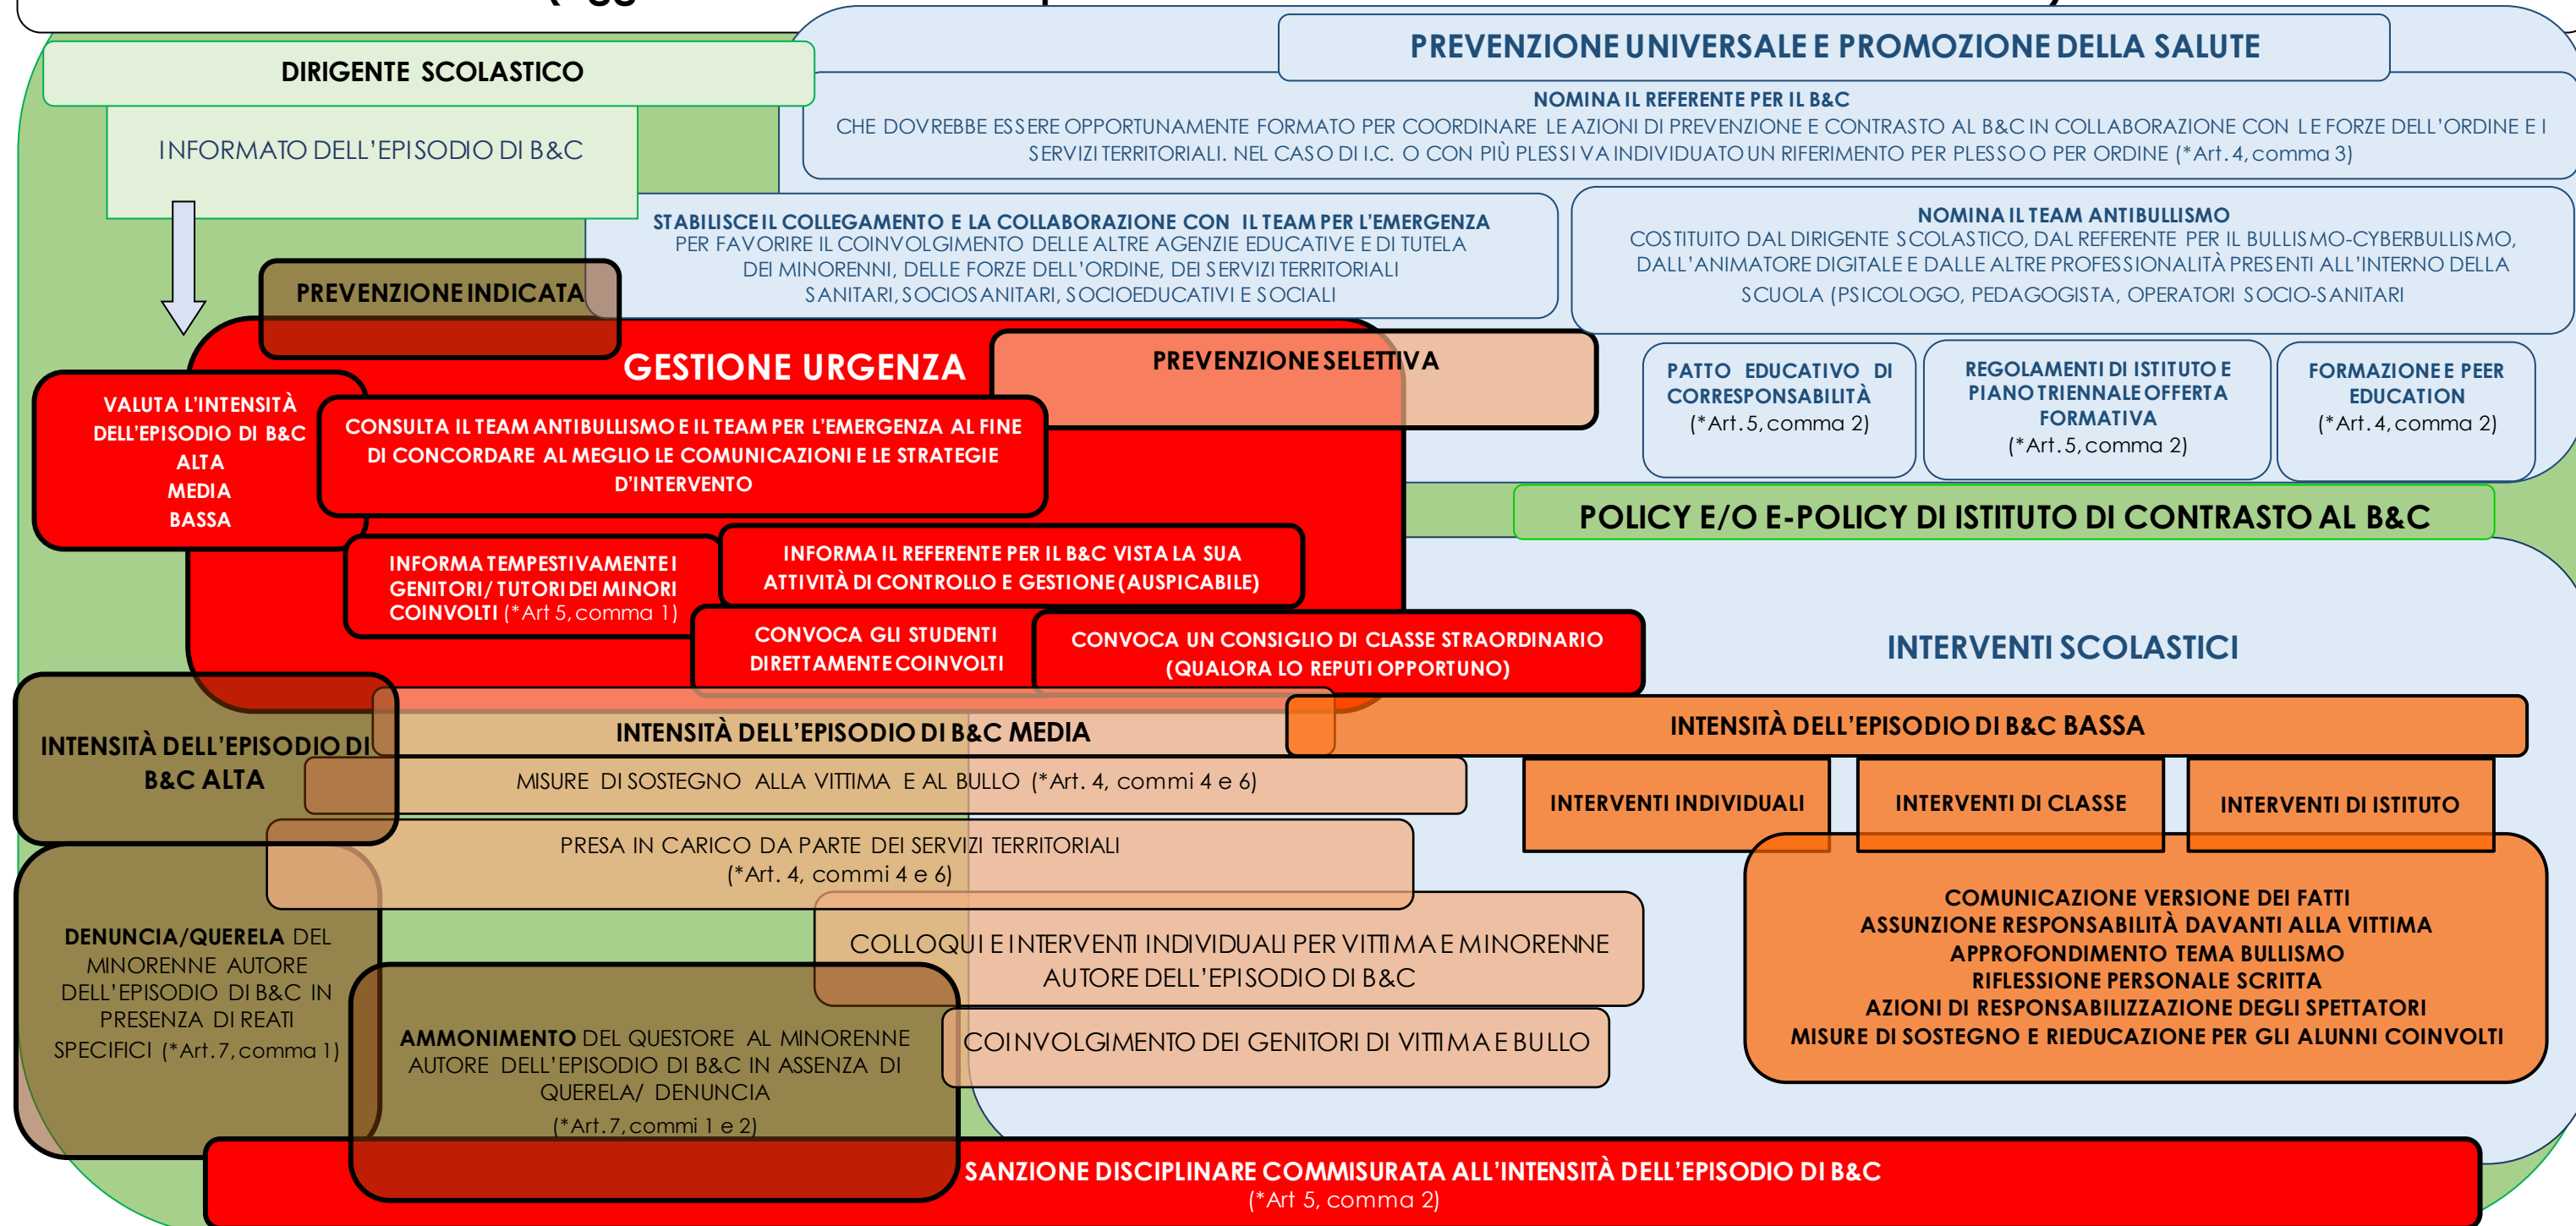 DIRIGENTE SCOLASTICO
INFORMATO DELL'EPISODIO DI B&C
PREVENZIONE UNIVERSALE E PROMOZIONE DELLA SALUTE
NOMINA IL REFERENTE PER IL B&C
CHE DOVREBBE ESSERE OPPORTUNAMENTE FORMATO PER COORDINARE LE AZIONI DI PREVENZIONE E CONTRASTO AL B&C IN COLLABORAZIONE CON LE FORZE DELL'ORDINE E I
SERVIZI TERRITORIALI. NEL CASO DI I.C. O CON PIÙ PLESSI VA INDIVIDUATO UN RIFERIMENTO PER PLESSO O PER ORDINE (*Art. 4, comma 3)
STABILISCE IL COLLEGAMENTO E LA COLLABORAZIONE CON IL TEAM PER L'EMERGENZA
PER FAVORIRE IL COINVOLGIMENTO DELLE ALTRE AGENZIE EDUCATIVE E DI TUTELA
DEI MINORENNI, DELLE FORZE DELL'ORDINE, DEI SERVIZI TERRITORIALI
SANITARI, SOCIOSANITARI, SOCIOEDUCATIVI E SOCIALI
NOMINA IL TEAM ANTIBULLISMO
COSTITUITO DAL DIRIGENTE SCOLASTICO, DAL REFERENTE PER IL BULLISMO-CYBERBULLISMO,
DALL'ANIMATORE DIGITALE E DALLE ALTRE PROFESSIONALITÀ PRESENTI ALL'INTERNO DELLA
SCUOLA (PSICOLOGO, PEDAGOGISTA, OPERATORI SOCIO-SANITARI
PREVENZIONE INDICATA
GESTIONE URGENZA
PREVENZIONE SELETTIVA
PATTO EDUCATIVO DI
CORRESPONSABILITÀ
(*Art. 5, comma 2)
REGOLAMENTI DI ISTITUTO E
PIANO TRIENNALE OFFERTA
FORMATIVA
(*Art. 5, comma 2)
FORMAZIONE E PEER
EDUCATION
(*Art. 4, comma 2)
VALUTA L'INTENSITÀ
DELL'EPISODIO DI B&C
ALTA
MEDIA
BASSA
CONSULTA IL TEAM ANTIBULLISMO E IL TEAM PER L'EMERGENZA AL FINE
DI CONCORDARE AL MEGLIO LE COMUNICAZIONI E LE STRATEGIE
D'INTERVENTO
POLICY E/O E-POLICY DI ISTITUTO DI CONTRASTO AL B&C
INFORMA TEMPESTIVAMENTE I
GENITORI/ TUTORI DEI MINORI
COINVOLTI (*Art 5, comma 1)
INFORMA IL REFERENTE PER IL B&C VISTA LA SUA
ATTIVITÀ DI CONTROLLO E GESTIONE (AUSPICABILE)
CONVOCA GLI STUDENTI
DIRETTAMENTE COINVOLTI
CONVOCA UN CONSIGLIO DI CLASSE STRAORDINARIO
(QUALORA LO REPUTI OPPORTUNO)
INTERVENTI SCOLASTICI
INTENSITÀ DELL'EPISODIO DI
B&C ALTA
INTENSITÀ DELL'EPISODIO DI B&C MEDIA
INTENSITÀ DELL'EPISODIO DI B&C BASSA
MISURE DI SOSTEGNO ALLA VITTIMA E AL BULLO (*Art. 4, commi 4 e 6)
INTERVENTI INDIVIDUALI
INTERVENTI DI CLASSE
INTERVENTI DI ISTITUTO
PRESA IN CARICO DA PARTE DEI SERVIZI TERRITORIALI
(*Art. 4, commi 4 e 6)
COMUNICAZIONE VERSIONE DEI FATTI
ASSUNZIONE RESPONSABILITÀ DAVANTI ALLA VITTIMA
APPROFONDIMENTO TEMA BULLISMO
RIFLESSIONE PERSONALE SCRITTA
AZIONI DI RESPONSABILIZZAZIONE DEGLI SPETTATORI
MISURE DI SOSTEGNO E RIEDUCAZIONE PER GLI ALUNNI COINVOLTI
DENUNCIA/QUERELA DEL
MINORENNE AUTORE
DELL'EPISODIO DI B&C IN
PRESENZA DI REATI
SPECIFICI (*Art. 7, comma 1)
COLLOQUI E INTERVENTI INDIVIDUALI PER VITTIMA E MINORENNE
AUTORE DELL'EPISODIO DI B&C
AMMONIMENTO DEL QUESTORE AL MINORENNE
AUTORE DELL'EPISODIO DI B&C IN ASSENZA DI
QUERELA/ DENUNCIA
(*Art. 7, commi 1 e 2)
COINVOLGIMENTO DEI GENITORI DI VITTIMA E BULLO
SANZIONE DISCIPLINARE COMMISURATA ALL'INTENSITÀ DELL'EPISODIO DI B&C
(*Art 5, comma 2)